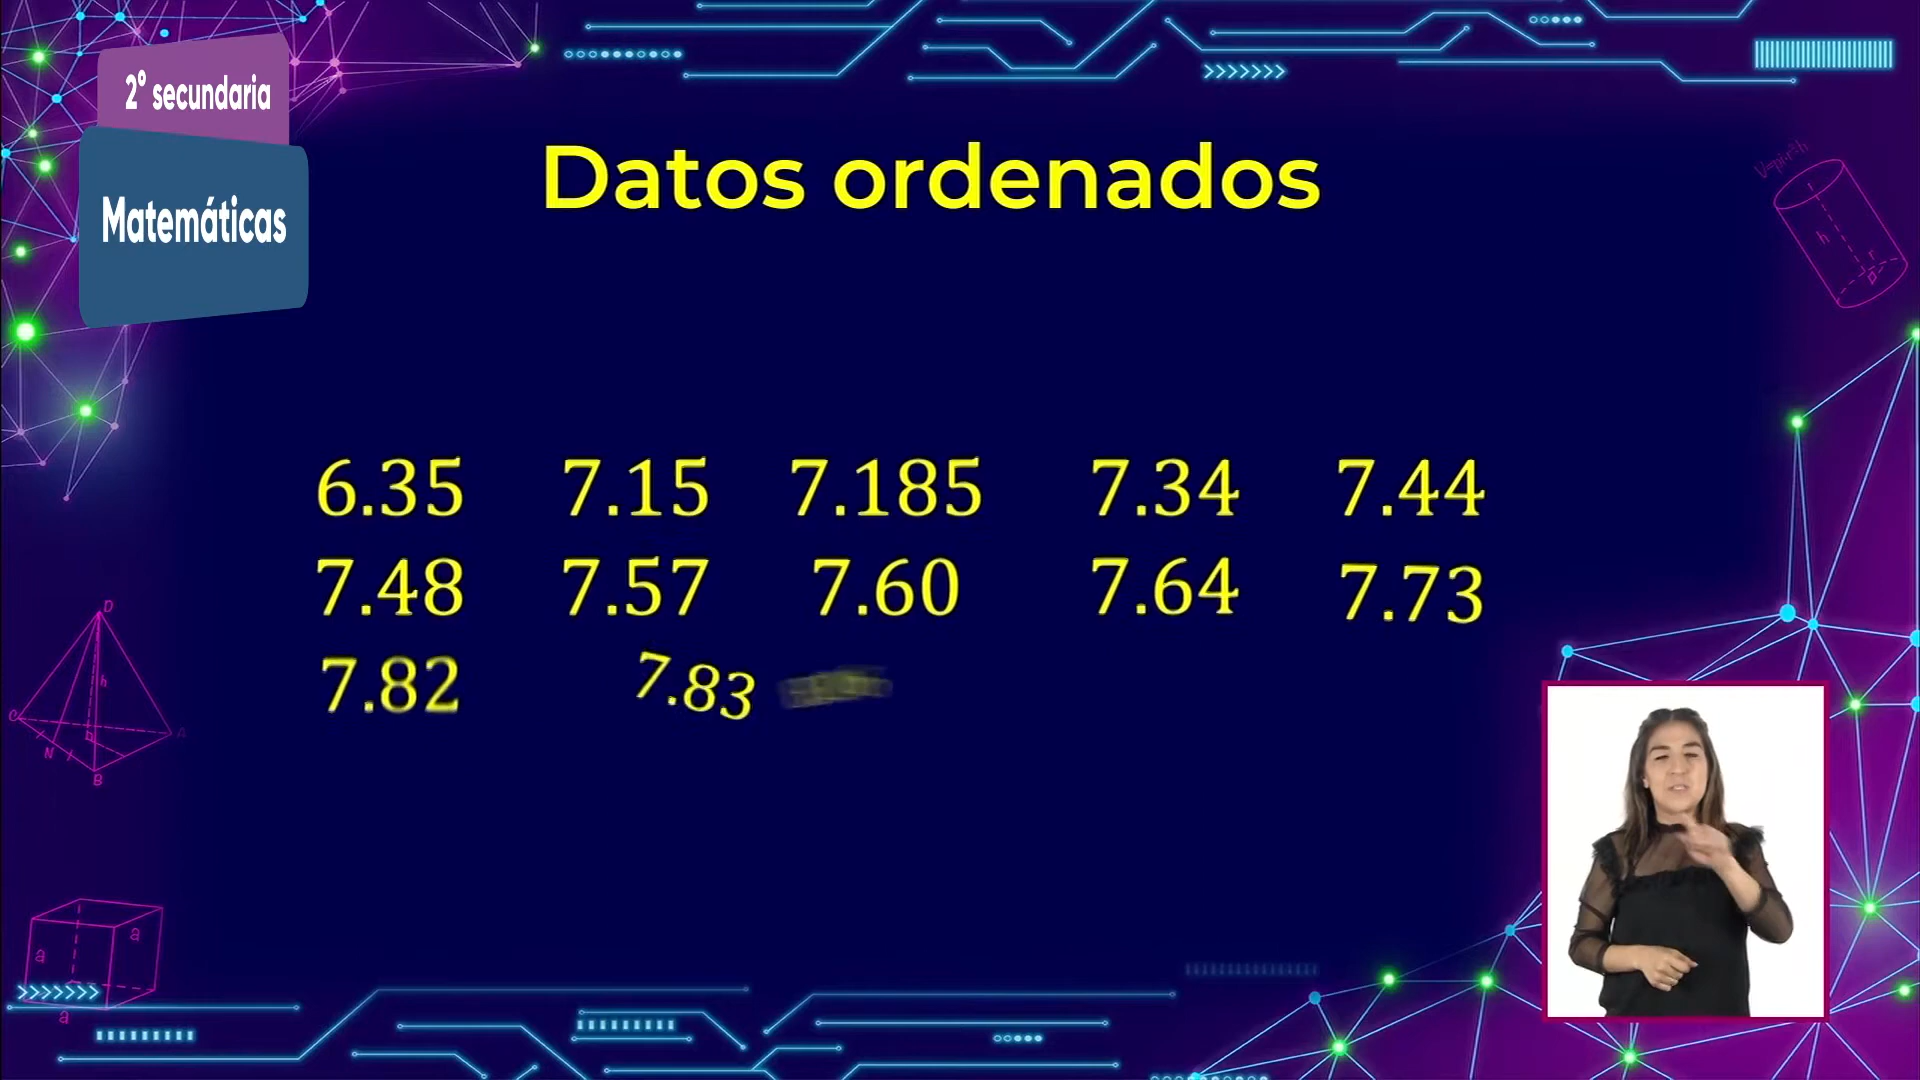 2° secundaria
Matemáticas
Datos ordenados
6.35 7.15 7.185 7.34 7.44
7.48 7.57 7.60 7.64 7.73
7.82 7.83
V=π·r²·h
h
r
D
h
C
A
N
b
B
a
a
a